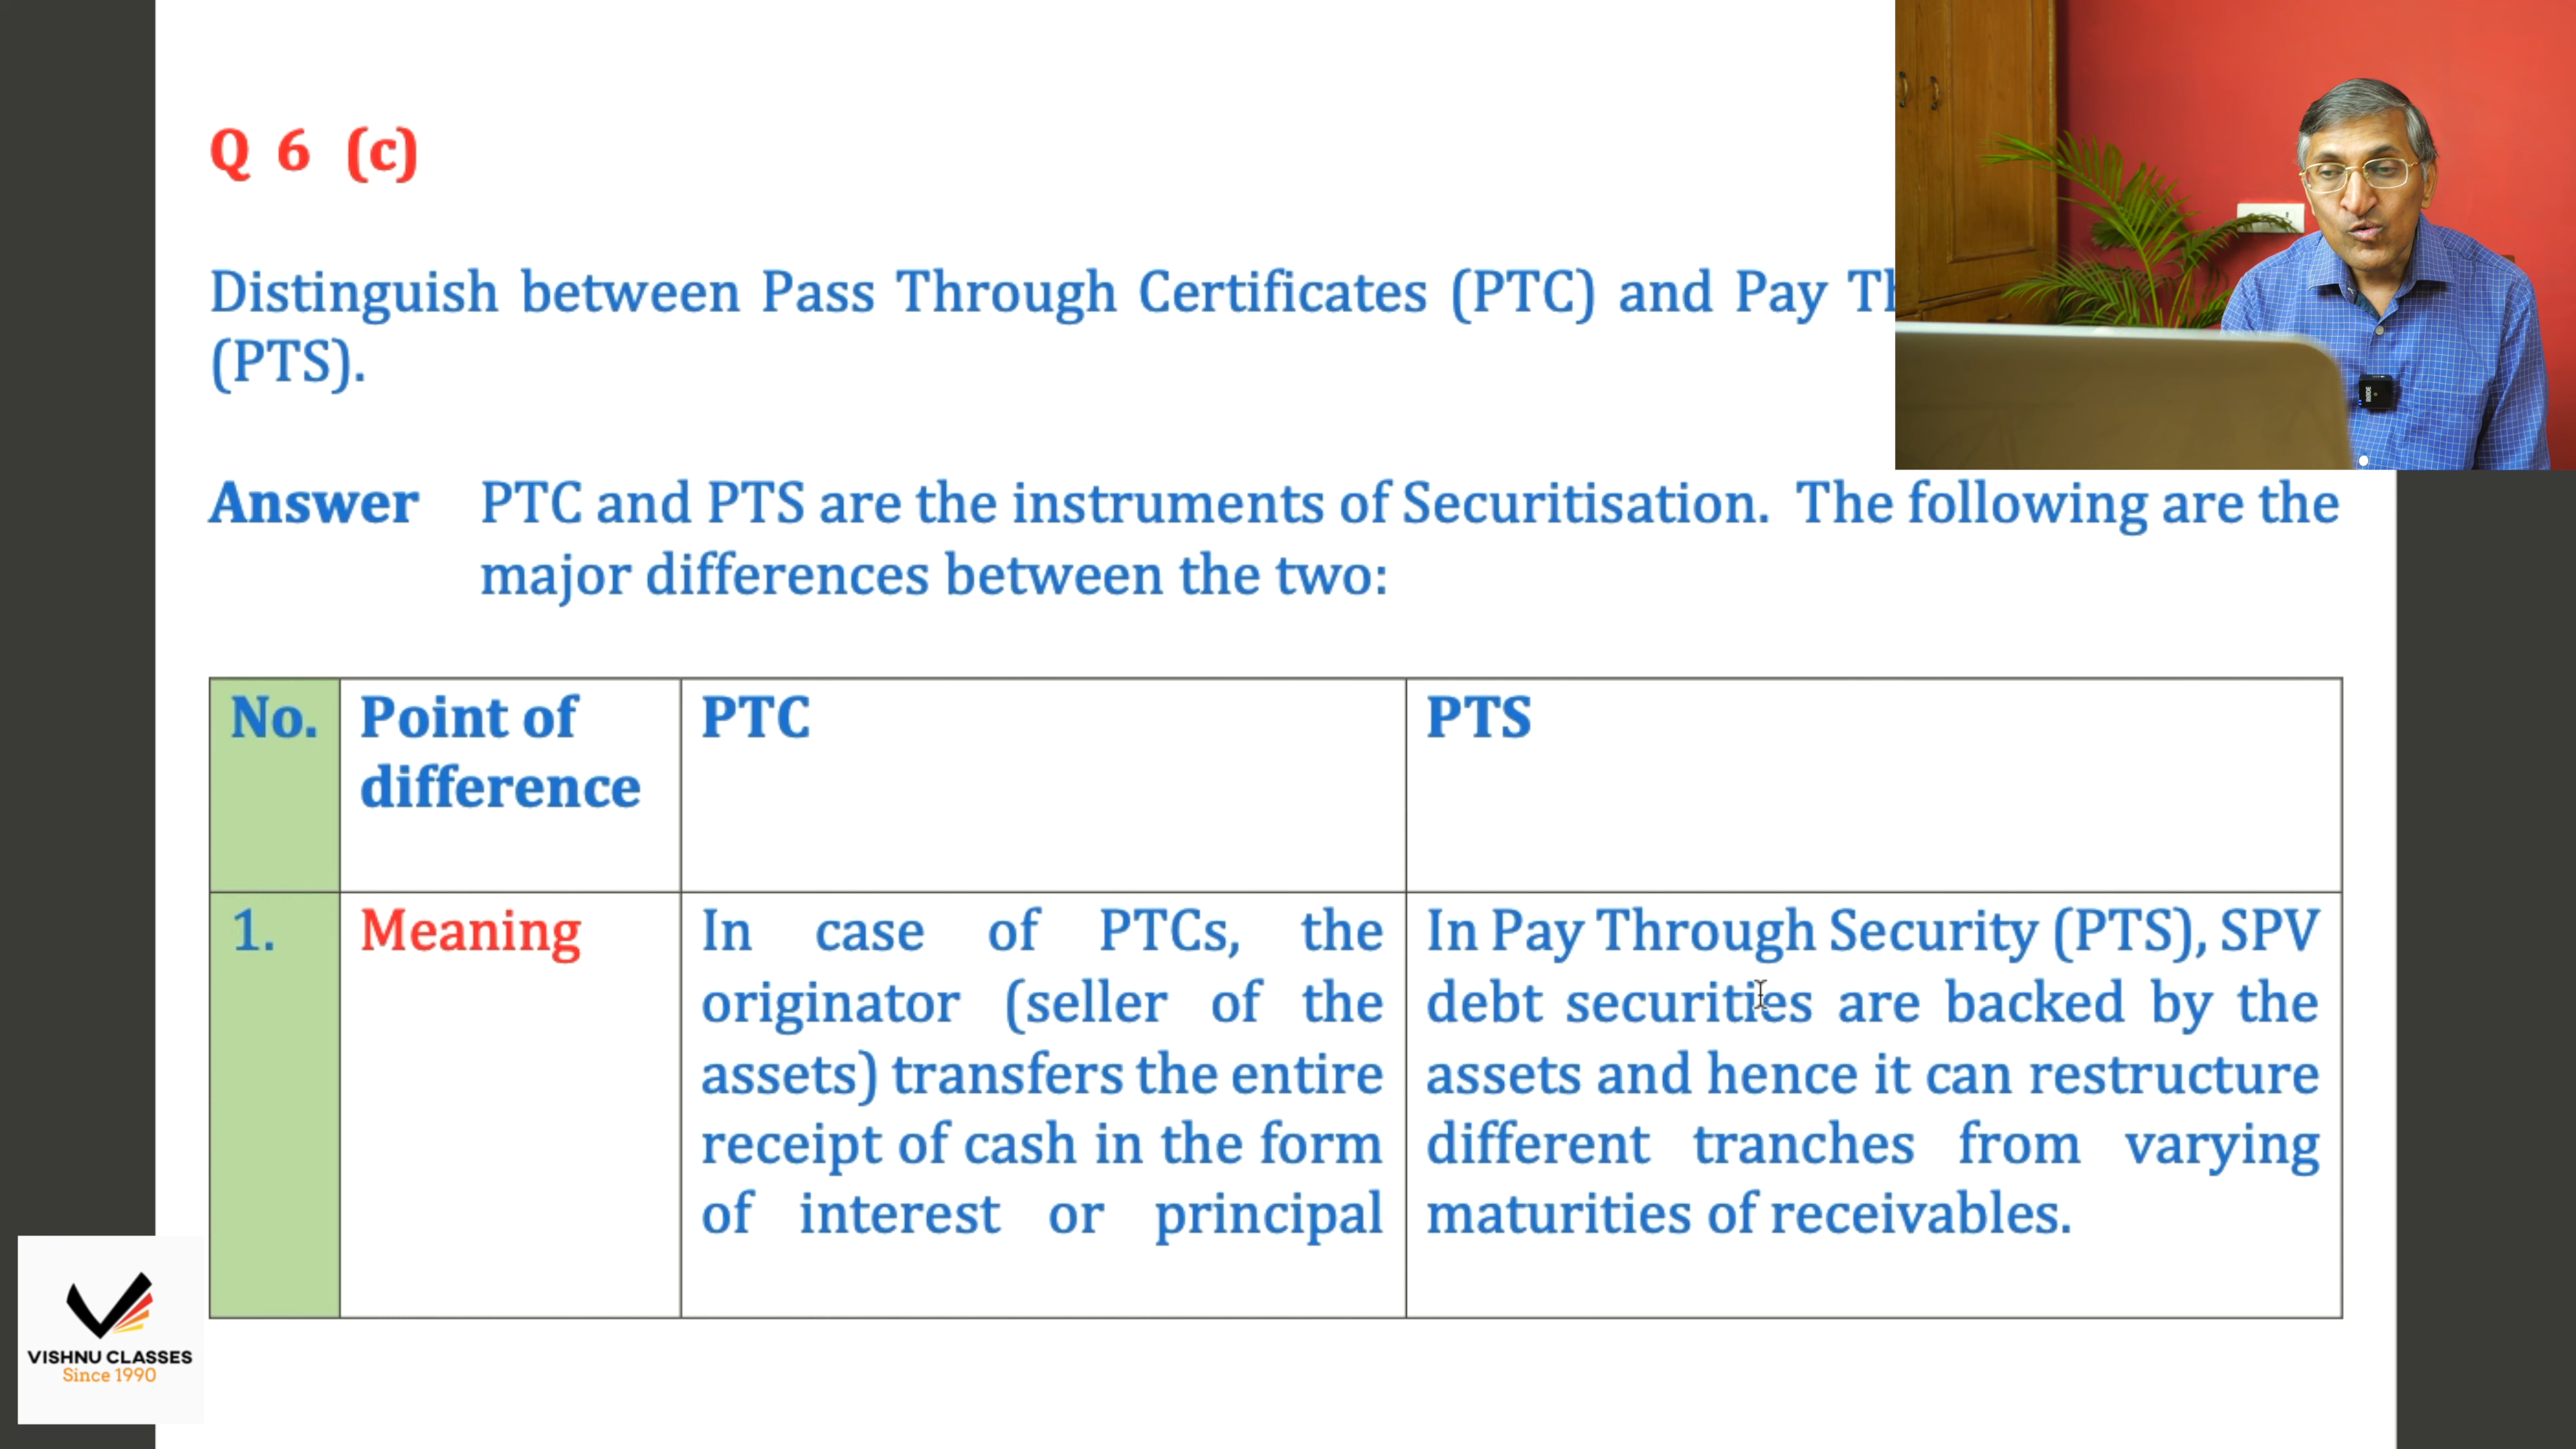 Q 6 (c)
Distinguish between Pass Through Certificates (PTC) and Pay
(PTS).
Answer PTC and PTS are the instruments of Securitisation. The following are the
major differences between the two:
No.
Point of
difference
PTC
PTS
1.
Meaning
In case of PTCs, the
originator (seller of the
assets) transfers the entire
receipt of cash in the form
of interest or principal
In Pay Through Security (PTS), SPV
debt securities are backed by the
assets and hence it can restructure
different tranches from varying
maturities of receivables.
VISHNU CLASSES
Since 1990